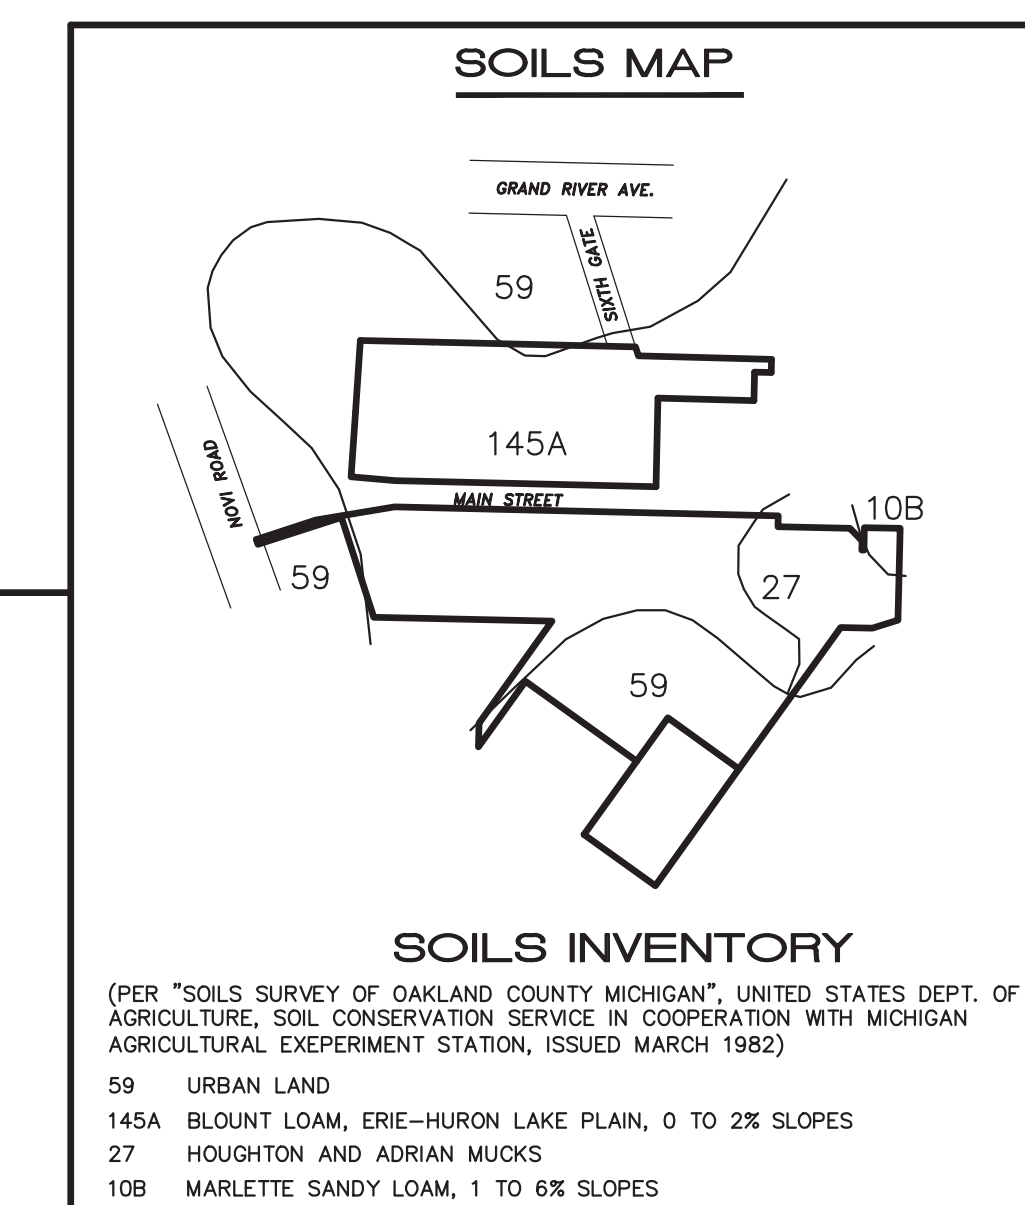 SOILS MAP
GRAND RIVER AVE.
SIXTH GATE
59
145A
NOVI ROAD
MAIN STREET
10B
59
27
59
SOILS INVENTORY
(PER "SOILS SURVEY OF OAKLAND COUNTY MICHIGAN", UNITED STATES DEPT. OF
AGRICULTURE, SOIL CONSERVATION SERVICE IN COOPERATION WITH MICHIGAN
AGRICULTURAL EXEPERIMENT STATION, ISSUED MARCH 1982)
59 URBAN LAND
145A BLOUNT LOAM, ERIE-HURON LAKE PLAIN, 0 TO 2% SLOPES
27 HOUGHTON AND ADRIAN MUCKS
10B MARLETTE SANDY LOAM, 1 TO 6% SLOPES